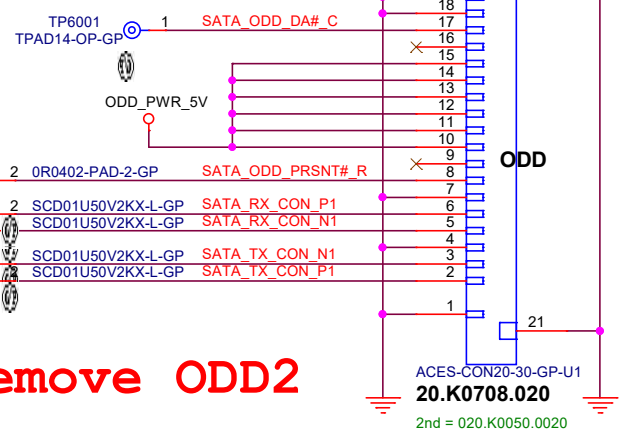 18
TP6001 1 SATA_ODD_DA#_C 17
TPAD14-OP-GP
16
15
14
13
ODD_PWR_5V
12
11
10
9 ODD
2 0R0402-PAD-2-GP SATA_ODD_PRSNT#_R 8
7
2 SCD01U50V2KX-L-GP SATA_RX_CON_P1 6
SCD01U50V2KX-L-GP SATA_RX_CON_N1 5
4
SCD01U50V2KX-L-GP SATA_TX_CON_N1 3
SCD01U50V2KX-L-GP SATA_TX_CON_P1 2
1
21
emove ODD2
ACES-CON20-30-GP-U1
20.K0708.020
2nd = 020.K0050.0020